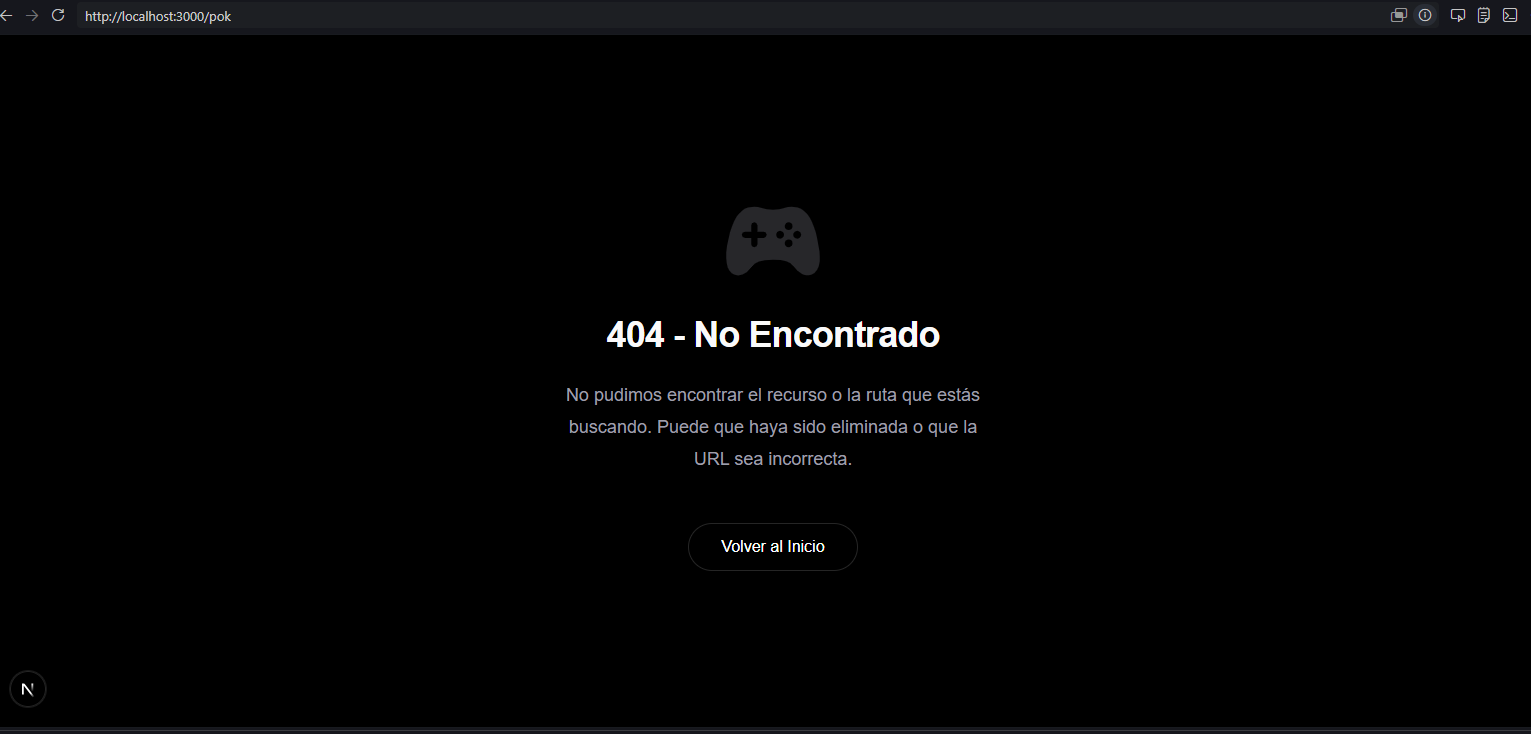 http://localhost:3000/pok
404 - No Encontrado
No pudimos encontrar el recurso o la ruta que estás
buscando. Puede que haya sido eliminada o que la
URL sea incorrecta.
Volver al Inicio
N